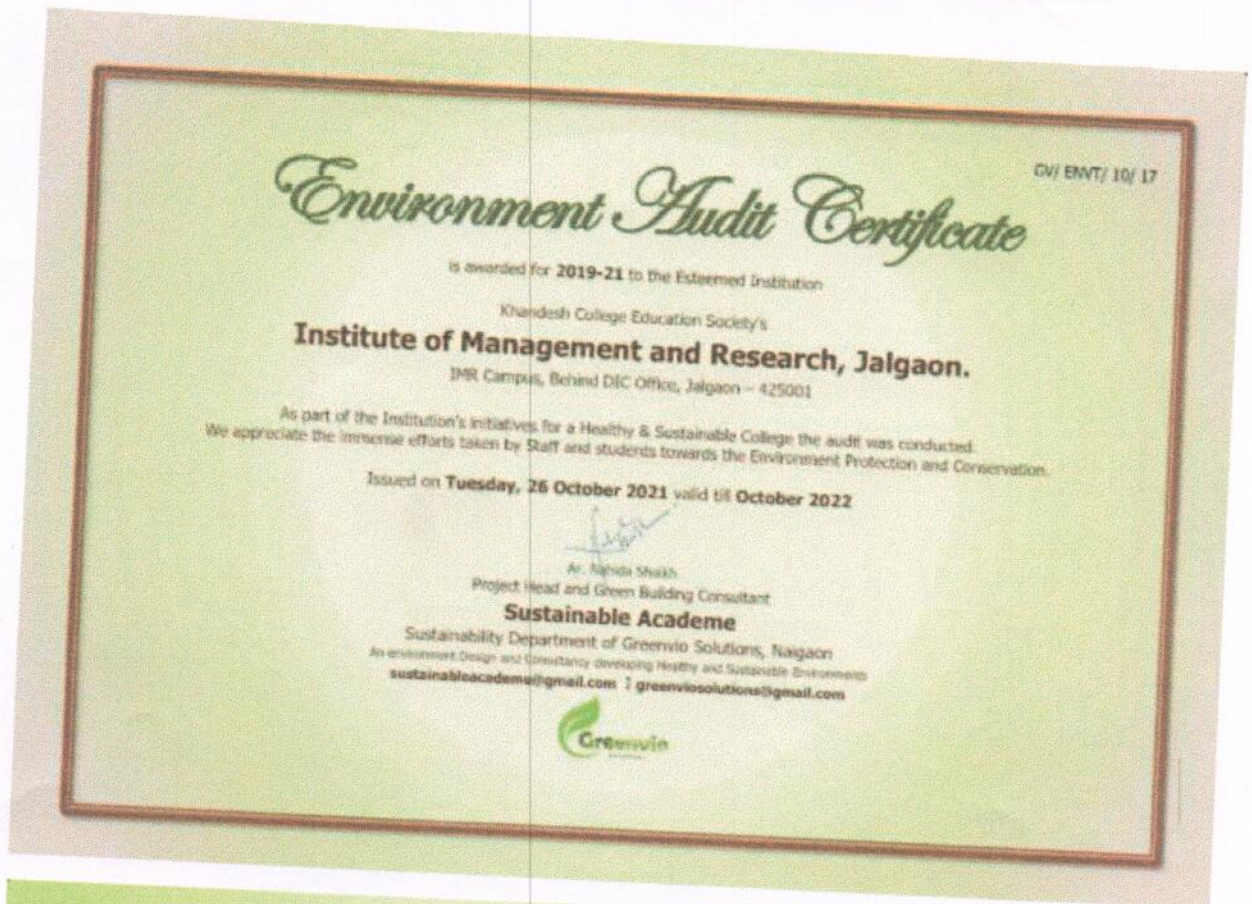 GV/ ENVT/ 10/ 17
Environment Audit Certificate
is awarded for 2019-21 to the Esteemed Institution
Khandesh College Education Society's
Institute of Management and Research, Jalgaon.
IMR Campus, Behind DIC Office, Jalgaon – 425001
As part of the Institution's initiatives for a Healthy & Sustainable College the audit was conducted.
We appreciate the immense efforts taken by Staff and students towards the Environment Protection and Conservation.
Issued on Tuesday, 26 October 2021 valid till October 2022
Ar. Nahida Shaikh
Project Head and Green Building Consultant
Sustainable Academe
Sustainability Department of Greenvio Solutions, Naigaon
An environment Design and Consultancy developing Healthy and Sustainable Environments
sustainableacademe@gmail.com I greenviosolutions@gmail.com
Greenvio